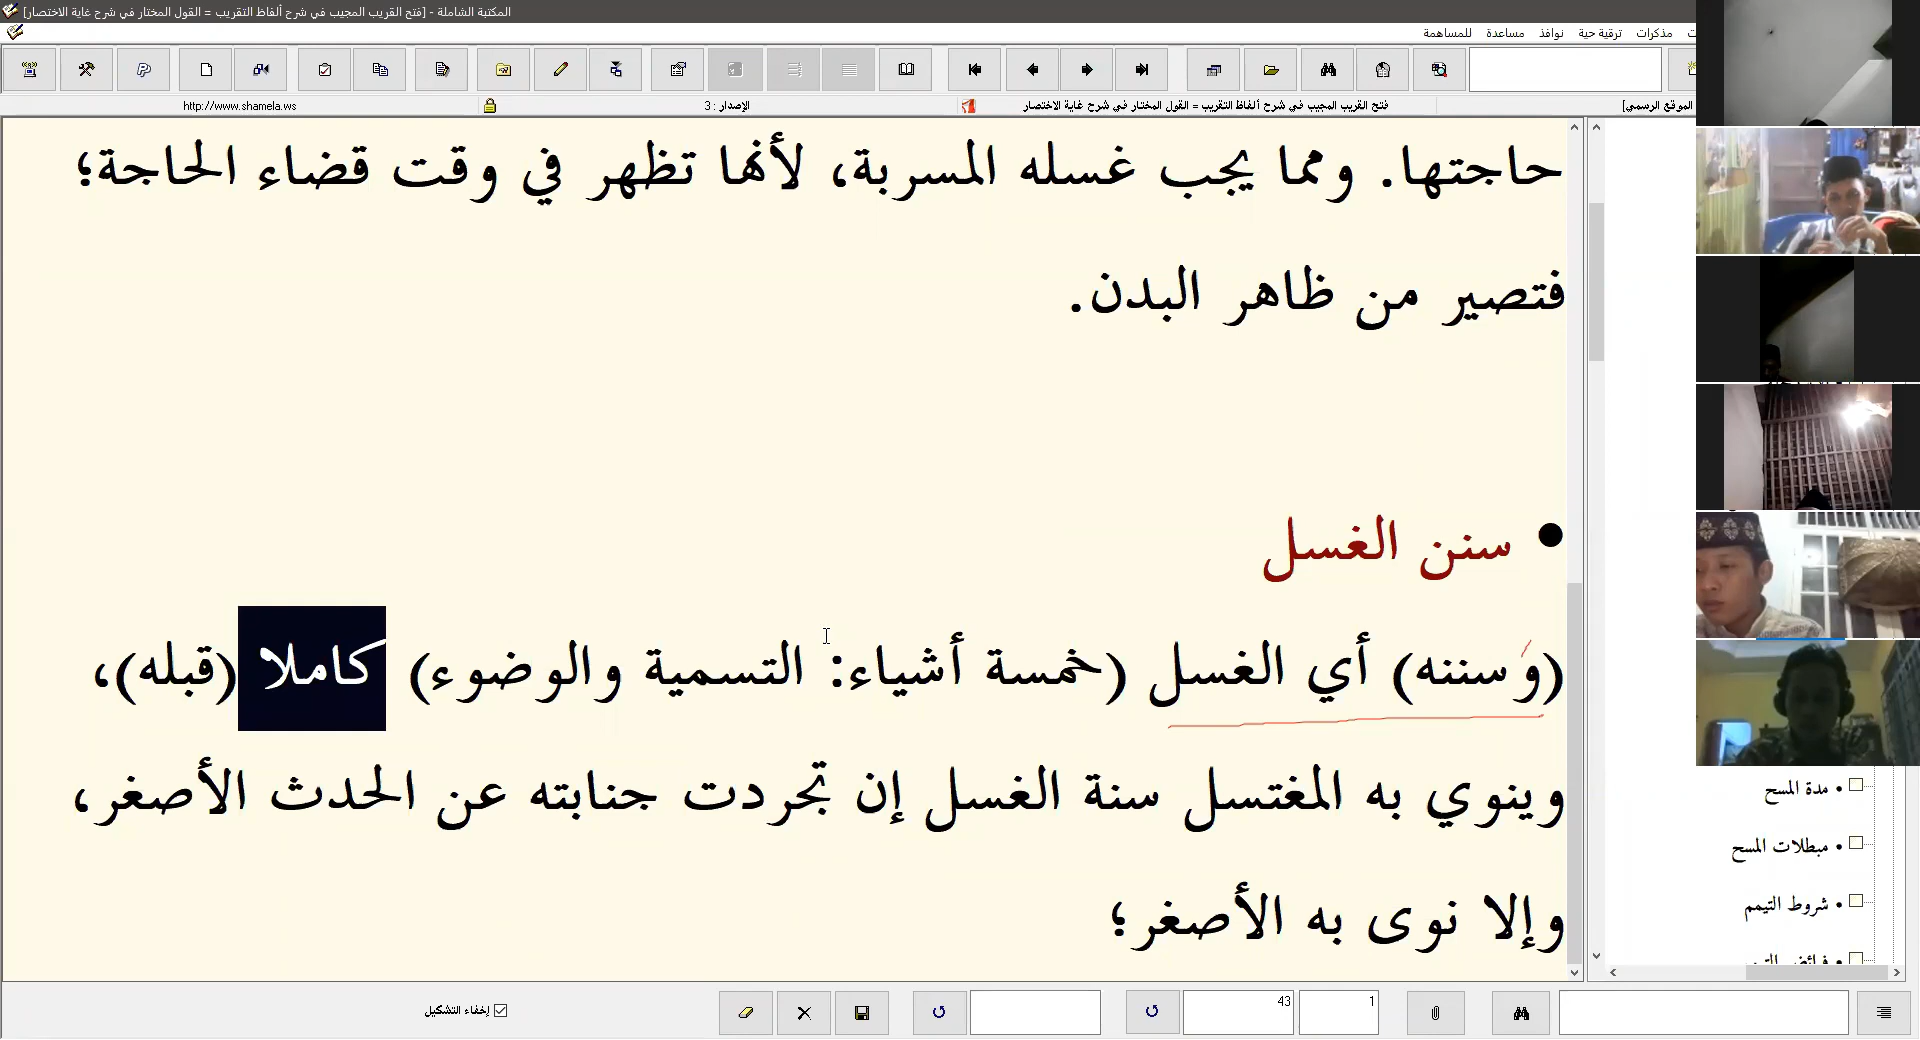 المكتبة الشاملة - [فتح القريب المجيب في شرح ألفاظ التقريب = القول المختار في شرح غاية الاختصار]
مذكرات ترقية حية نوافذ مساعدة للمساهمة
الموقع الرسمي]
فتح القريب المجيب في شرح ألفاظ التقريب = القول المختار في شرح غاية الاختصار
الإصدار : 3
http://www.shamela.ws
حاجتها. ومما يجب غسله المسربة، لأنها تظهر في وقت قضاء الحاجة؛
فتصير من ظاهر البدن.
• سنن الغسل
(وسننه) أي الغسل (خمسة أشياء: التسمية والوضوء) كاملا (قبله)،
وينوي به المغتسل سنة الغسل إن تجردت جنابته عن الحدث الأصغر،
وإلا نوى به الأصغر؛
• مدة المسح
• مبطلات المسح
• شروط التيمم
1
43
إخفاء التشكيل